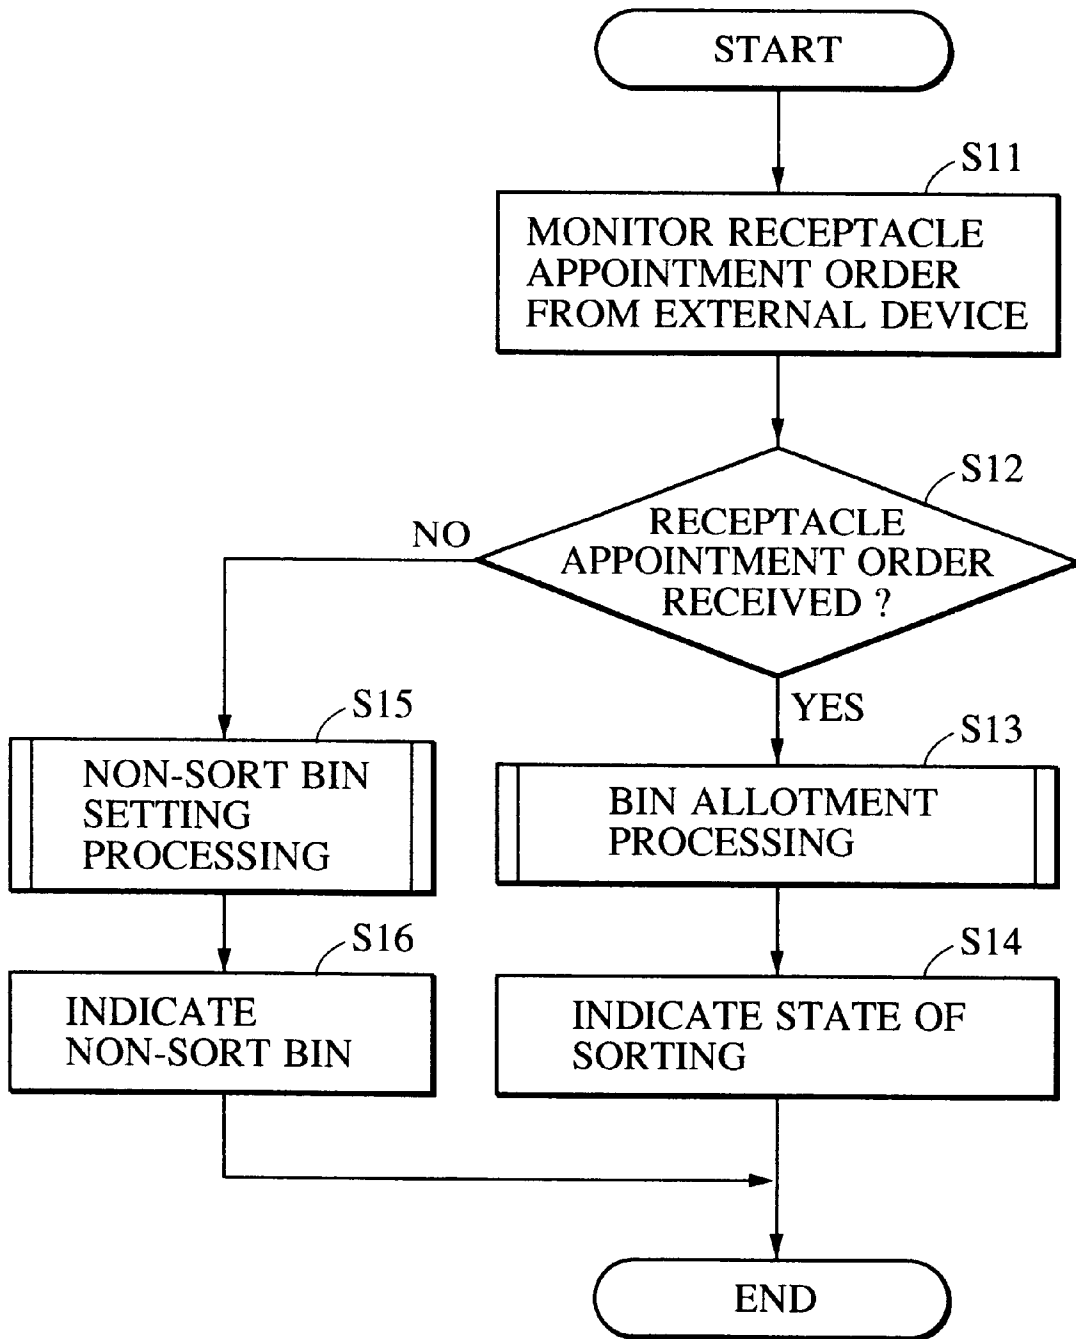 START
S11
MONITOR RECEPTACLE
APPOINTMENT ORDER
FROM EXTERNAL DEVICE
S12
RECEPTACLE
APPOINTMENT ORDER
RECEIVED ?
NO
YES
S15
NON-SORT BIN
SETTING
PROCESSING
S13
BIN ALLOTMENT
PROCESSING
S16
INDICATE
NON-SORT BIN
S14
INDICATE STATE OF
SORTING
END